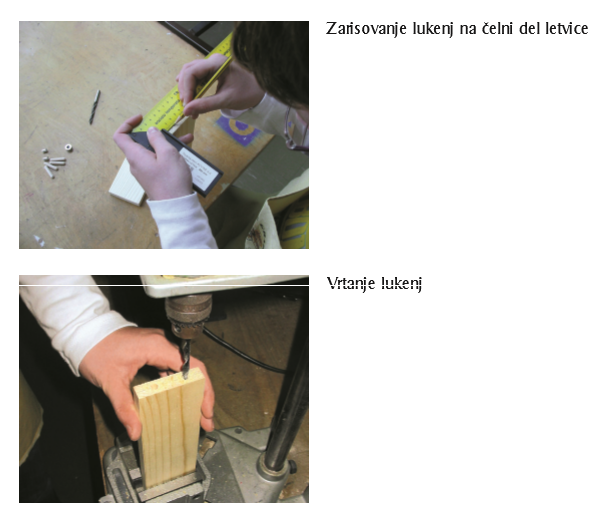 Zarisovanje lukenj na čelni del letvice
Vrtanje lukenj